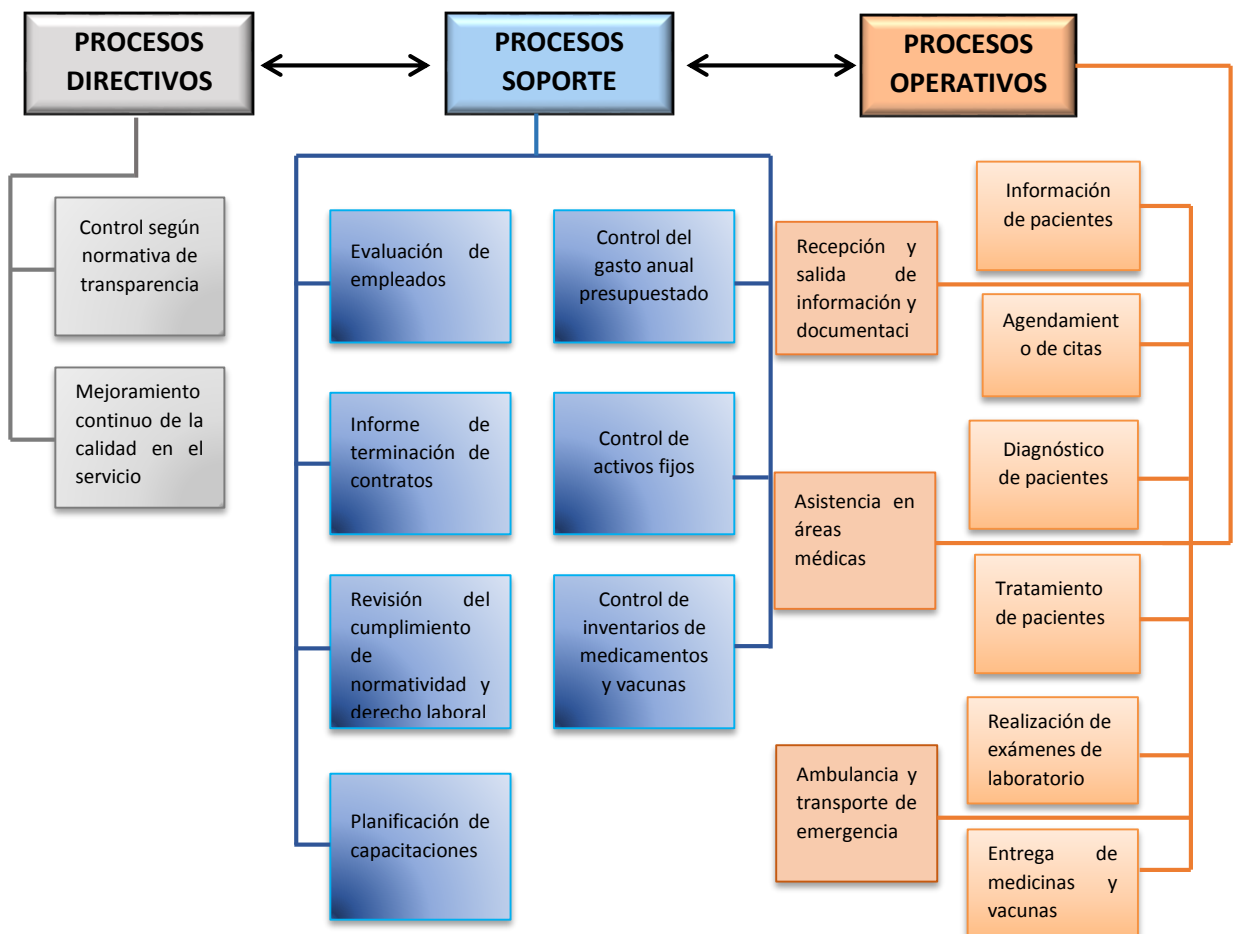 PROCESOS
DIRECTIVOS
PROCESOS
SOPORTE
PROCESOS
OPERATIVOS
Control según
normativa de
transparencia
Mejoramiento
continuo de la
calidad en el
servicio
Evaluación de
empleados
Informe de
terminación de
contratos
Revisión del
cumplimiento
de
normatividad y
derecho laboral
Planificación de
capacitaciones
Control del
gasto anual
presupuestado
Control de
activos fijos
Control de
inventarios de
medicamentos
y vacunas
Recepción y
salida de
información y
documentaci
Asistencia en
áreas
médicas
Ambulancia y
transporte de
emergencia
Información
de pacientes
Agendamient
o de citas
Diagnóstico
de pacientes
Tratamiento
de pacientes
Realización de
exámenes de
laboratorio
Entrega de
medicinas y
vacunas